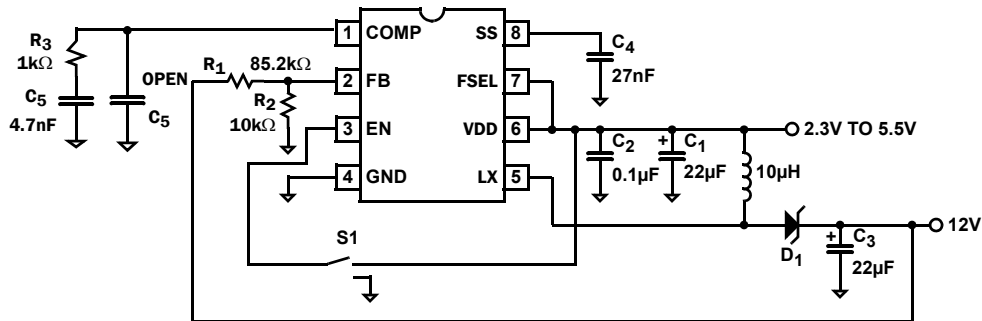 R3
1kΩ
C5
4.7nF
OPEN
C5
R1
85.2kΩ
R2
10kΩ
1 COMP
2 FB
3 EN
4 GND
SS 8
FSEL 7
VDD 6
LX 5
C4
27nF
C2
0.1µF
+ C1
22µF
10µH
2.3V TO 5.5V
12V
D1
+ C3
22µF
S1